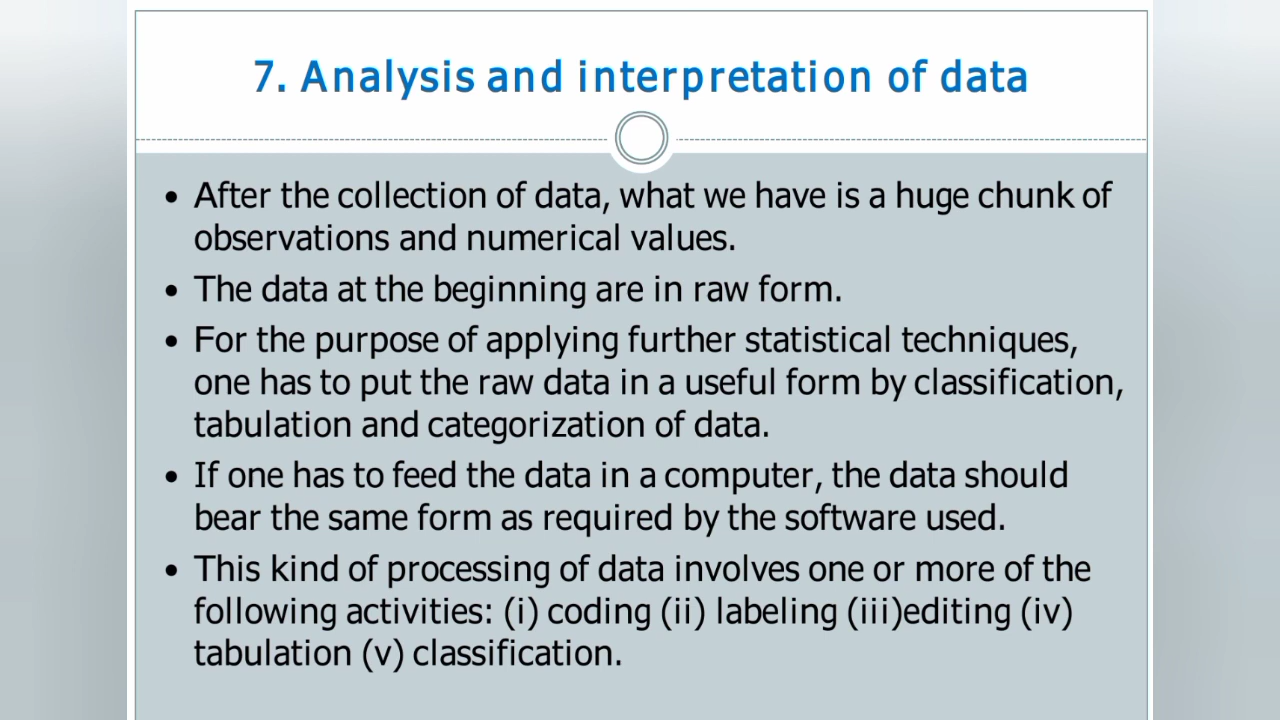 7. Analysis and interpretation of data
• After the collection of data, what we have is a huge chunk of
observations and numerical values.
• The data at the beginning are in raw form.
• For the purpose of applying further statistical techniques,
one has to put the raw data in a useful form by classification,
tabulation and categorization of data.
• If one has to feed the data in a computer, the data should
bear the same form as required by the software used.
• This kind of processing of data involves one or more of the
following activities: (i) coding (ii) labeling (iii)editing (iv)
tabulation (v) classification.